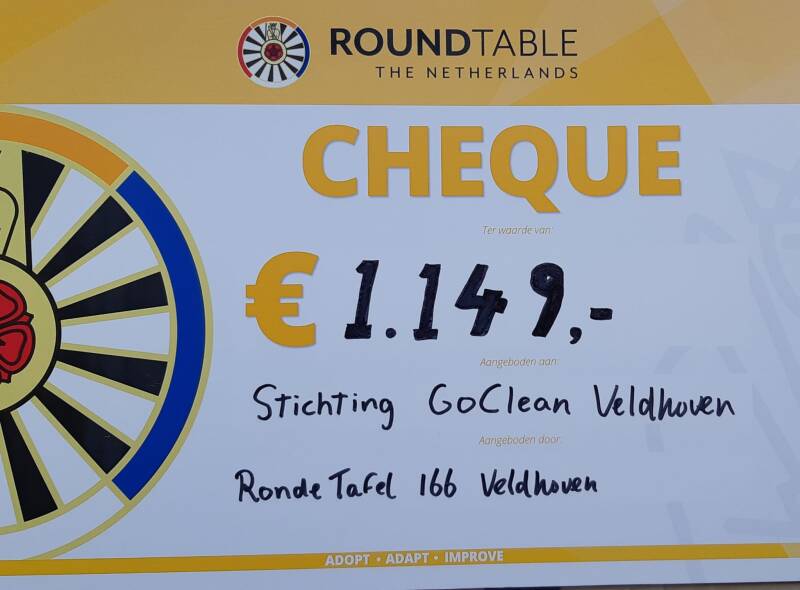 ROUNDTABLE
THE NETHERLANDS
CHEQUE
Ter waarde van:
€ 1.149,-
Aangeboden aan:
Stichting GoClean Veldhoven
Aangeboden door:
Ronde Tafel 166 Veldhoven
ADOPT • ADAPT • IMPROVE